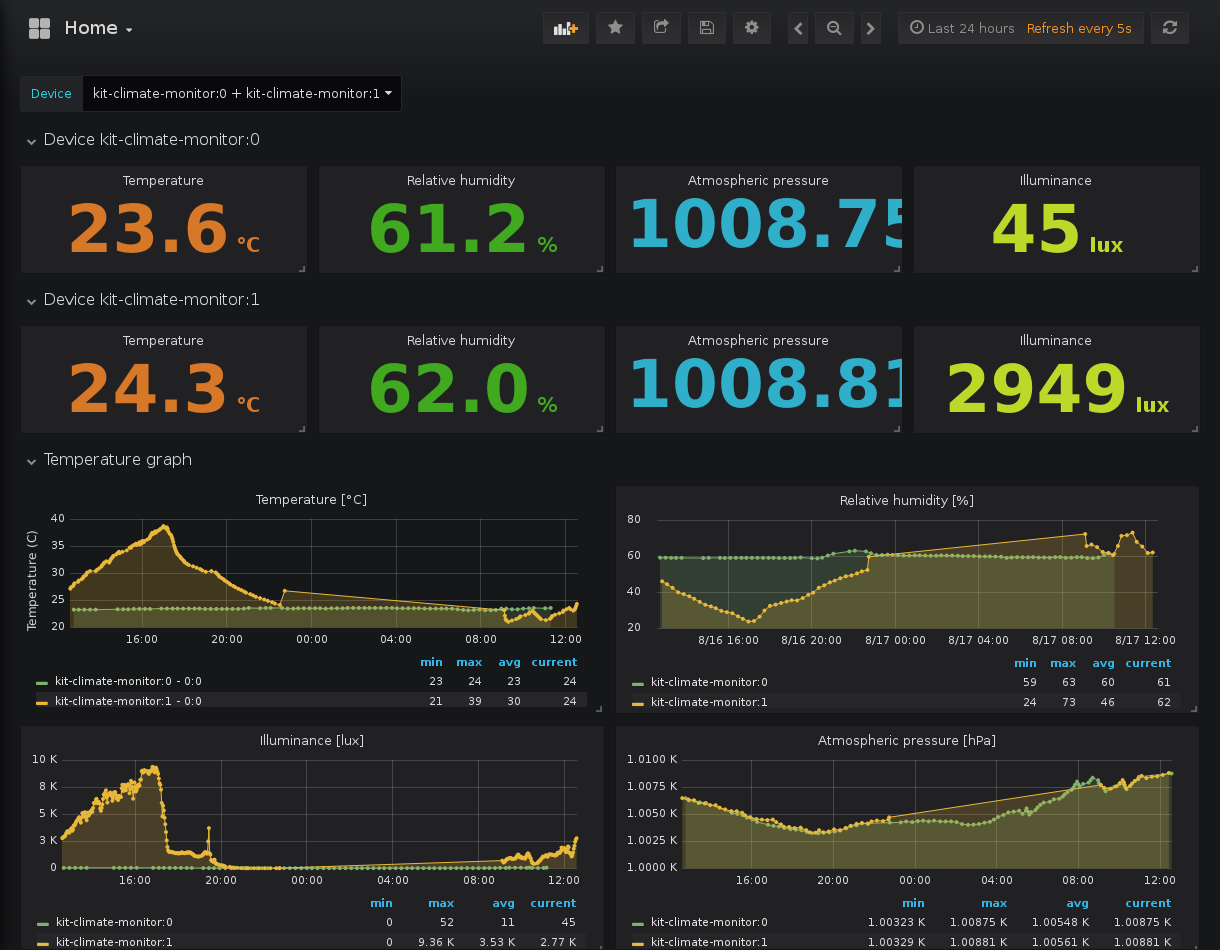 Home
Last 24 hours Refresh every 5s
Device kit-climate-monitor:0 + kit-climate-monitor:1
Device kit-climate-monitor:0
Temperature Relative humidity Atmospheric pressure Illuminance
23.6 °C 61.2 % 1008.75 45 lux
Device kit-climate-monitor:1
Temperature Relative humidity Atmospheric pressure Illuminance
24.3 °C 62.0 % 1008.81 2949 lux
Temperature graph
Temperature [°C]
Temperature (C)
40
35
30
25
20
16:00 20:00 00:00 04:00 08:00 12:00
min max avg current
kit-climate-monitor:0 - 0:0 23 24 23 24
kit-climate-monitor:1 - 0:0 21 39 30 24
Relative humidity [%]
80
60
40
20
8/16 16:00 8/16 20:00 8/17 00:00 8/17 04:00 8/17 08:00 8/17 12:00
min max avg current
kit-climate-monitor:0 59 63 60 61
kit-climate-monitor:1 24 73 46 62
Illuminance [lux]
10 K
8 K
5 K
3 K
0
16:00 20:00 00:00 04:00 08:00 12:00
min max avg current
kit-climate-monitor:0 0 52 11 45
kit-climate-monitor:1 0 9.36 K 3.53 K 2.77 K
Atmospheric pressure [hPa]
1.0100 K
1.0075 K
1.0050 K
1.0025 K
1.0000 K
16:00 20:00 00:00 04:00 08:00 12:00
min max avg current
kit-climate-monitor:0 1.00323 K 1.00875 K 1.00548 K 1.00875 K
kit-climate-monitor:1 1.00329 K 1.00881 K 1.00561 K 1.00881 K